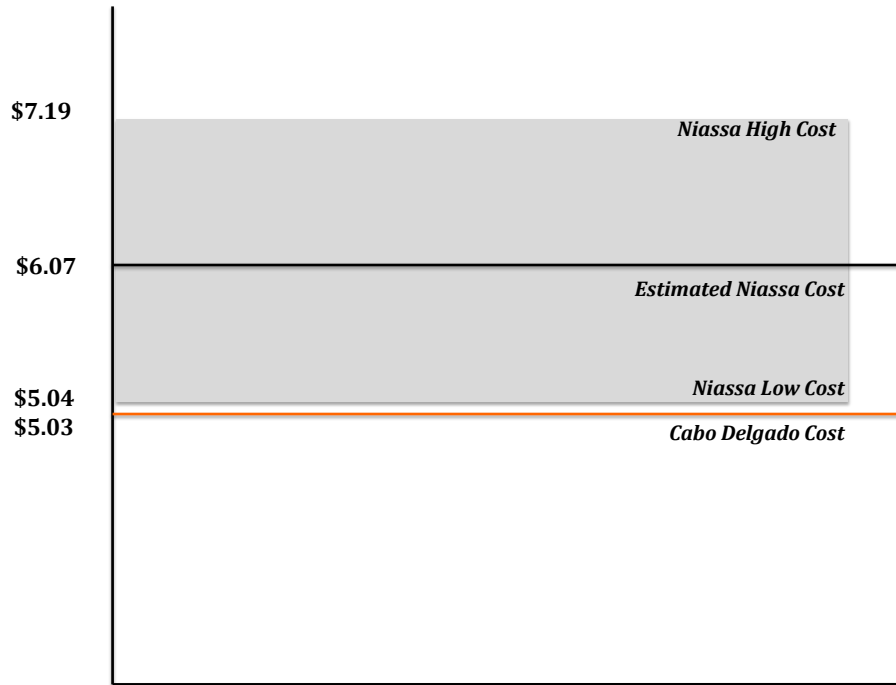 $7.19
Niassa High Cost
$6.07
Estimated Niassa Cost
Niassa Low Cost
$5.04
$5.03
Cabo Delgado Cost